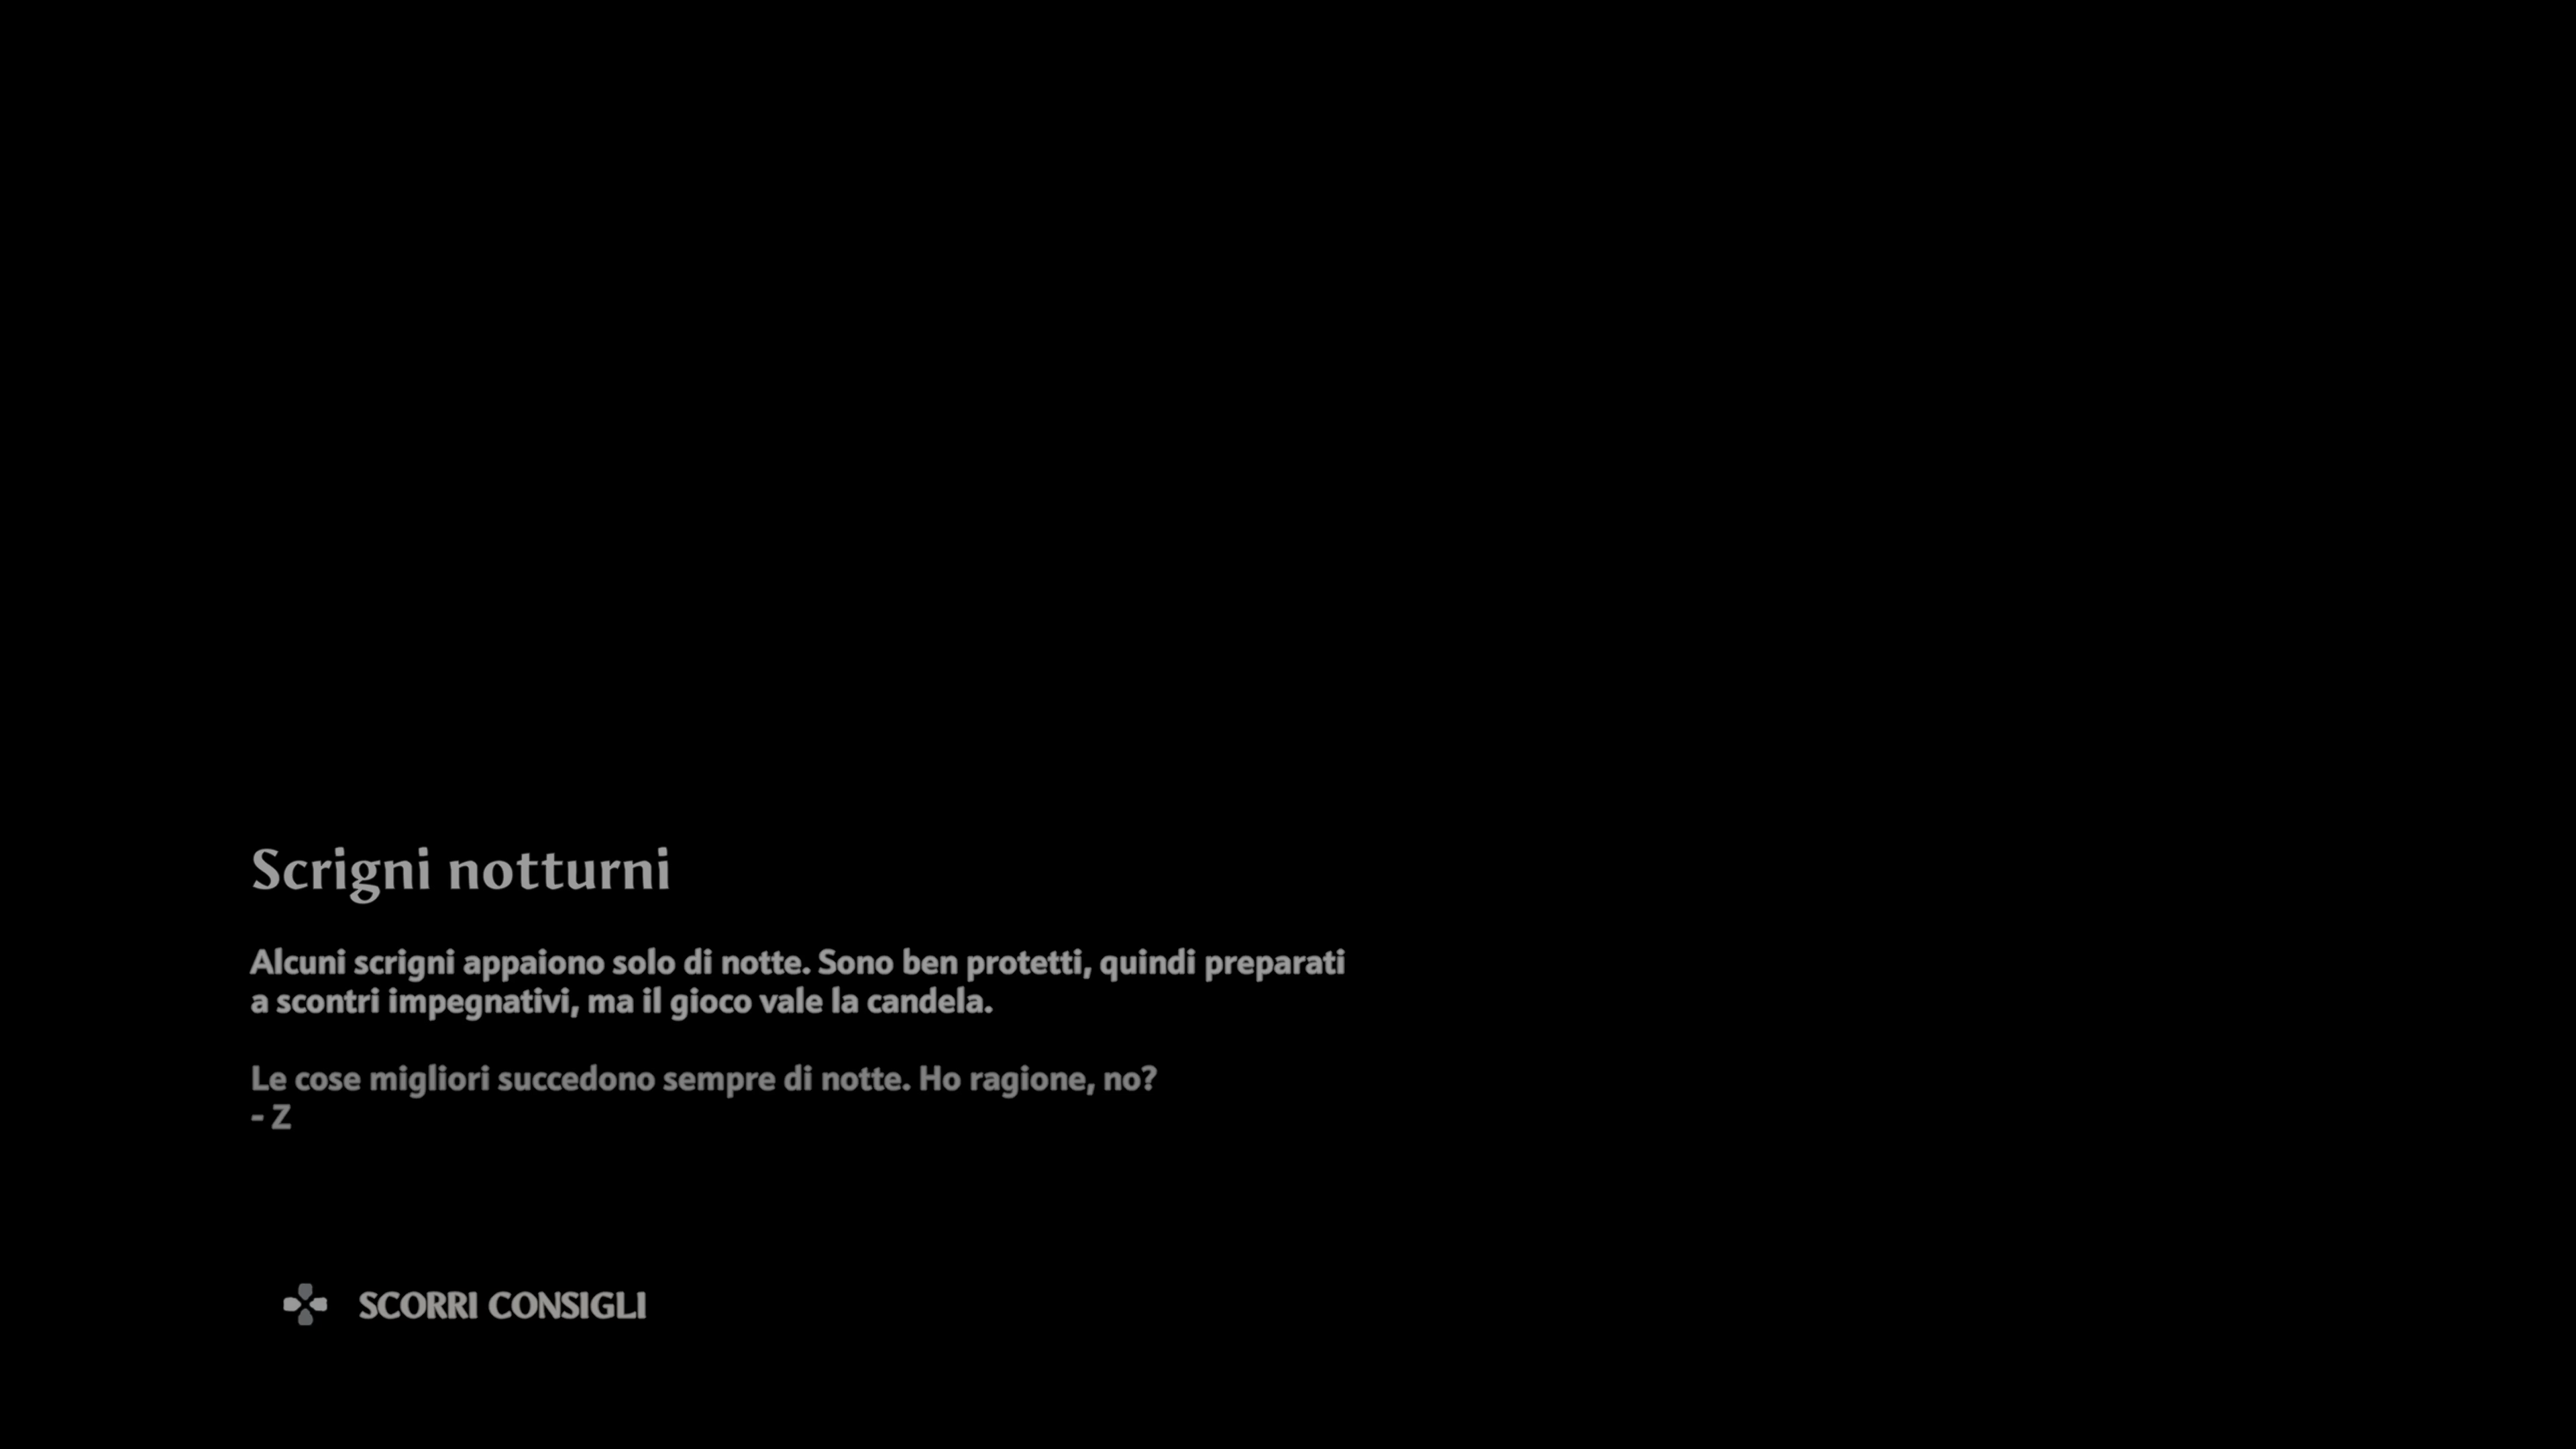 Scrigni notturni
Alcuni scrigni appaiono solo di notte. Sono ben protetti, quindi preparati
a scontri impegnativi, ma il gioco vale la candela.
Le cose migliori succedono sempre di notte. Ho ragione, no?
- Z
SCORRI CONSIGLI